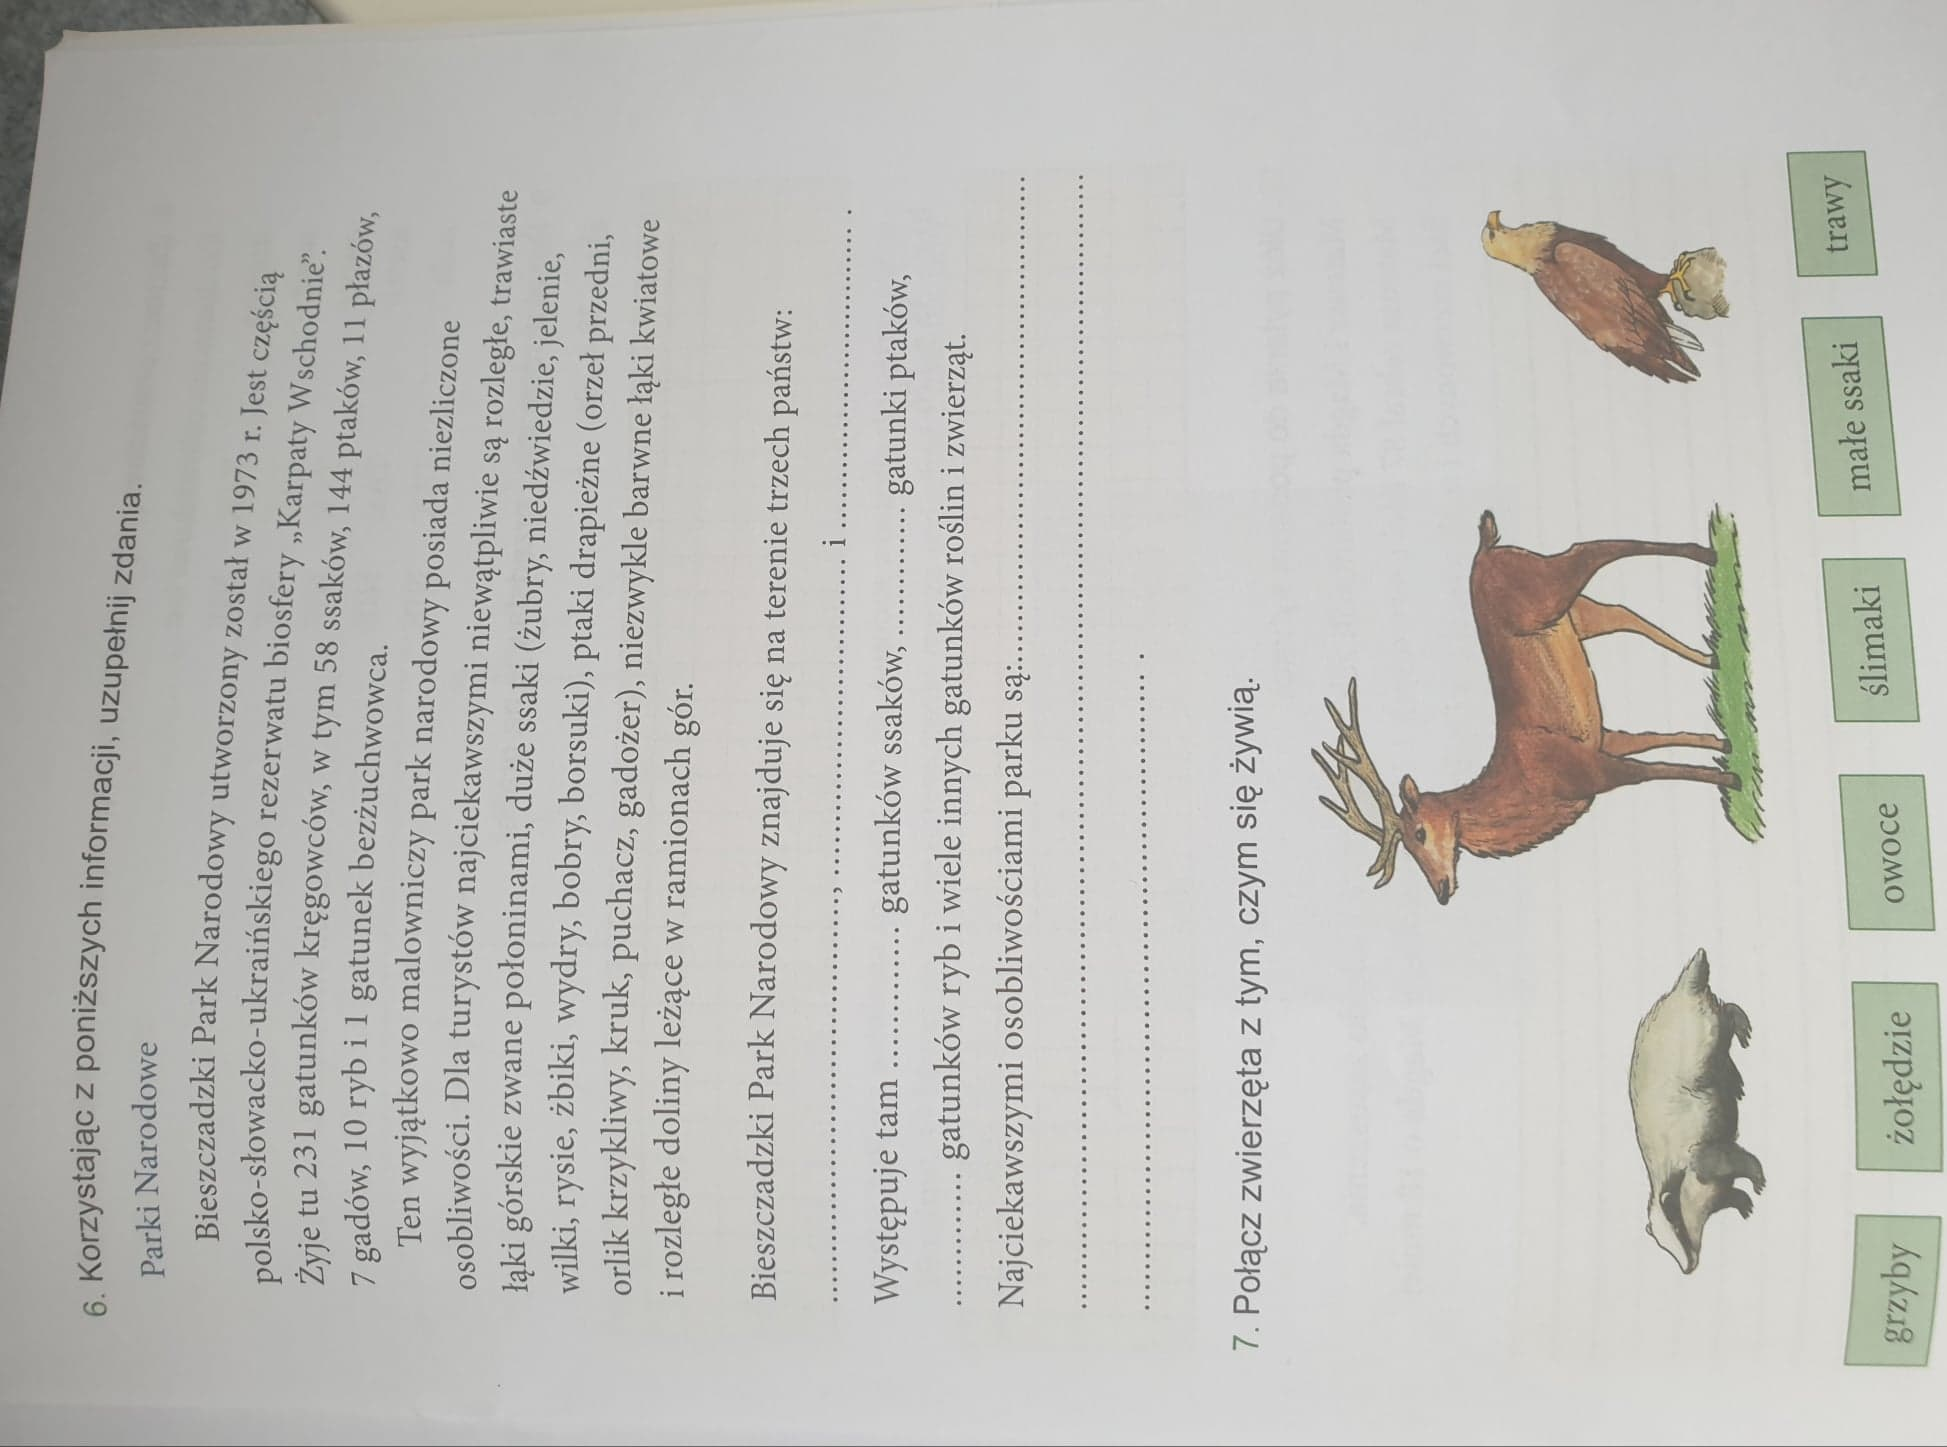 6. Korzystając z poniższych informacji, uzupełnij zdania.
Parki Narodowe
Bieszczadzki Park Narodowy utworzony został w 1973 r. Jest częścią
polsko-słowacko-ukraińskiego rezerwatu biosfery „Karpaty Wschodnie”.
Żyje tu 231 gatunków kręgowców, w tym 58 ssaków, 144 ptaków, 11 płazów,
7 gadów, 10 ryb i 1 gatunek bezżuchwowca.
Ten wyjątkowo malowniczy park narodowy posiada niezliczone
osobliwości. Dla turystów najciekawszymi niewątpliwie są rozległe, trawiaste
łąki górskie zwane połoninami, duże ssaki (żubry, niedźwiedzie, jelenie,
wilki, rysie, żbiki, wydry, bobry, borsuki), ptaki drapieżne (orzeł przedni,
orlik krzykliwy, kruk, puchacz, gadożer), niezwykle barwne łąki kwiatowe
i rozległe doliny leżące w ramionach gór.
Bieszczadzki Park Narodowy znajduje się na terenie trzech państw:
............................................, ................................... i ................................... .
Występuje tam ............ gatunków ssaków, ............ gatunki ptaków,
............ gatunków ryb i wiele innych gatunków roślin i zwierząt.
Najciekawszymi osobliwościami parku są:......................................................
..............................................................................................................
............................................................... .
7. Połącz zwierzęta z tym, czym się żywią.
grzyby żołędzie owoce ślimaki małe ssaki trawy